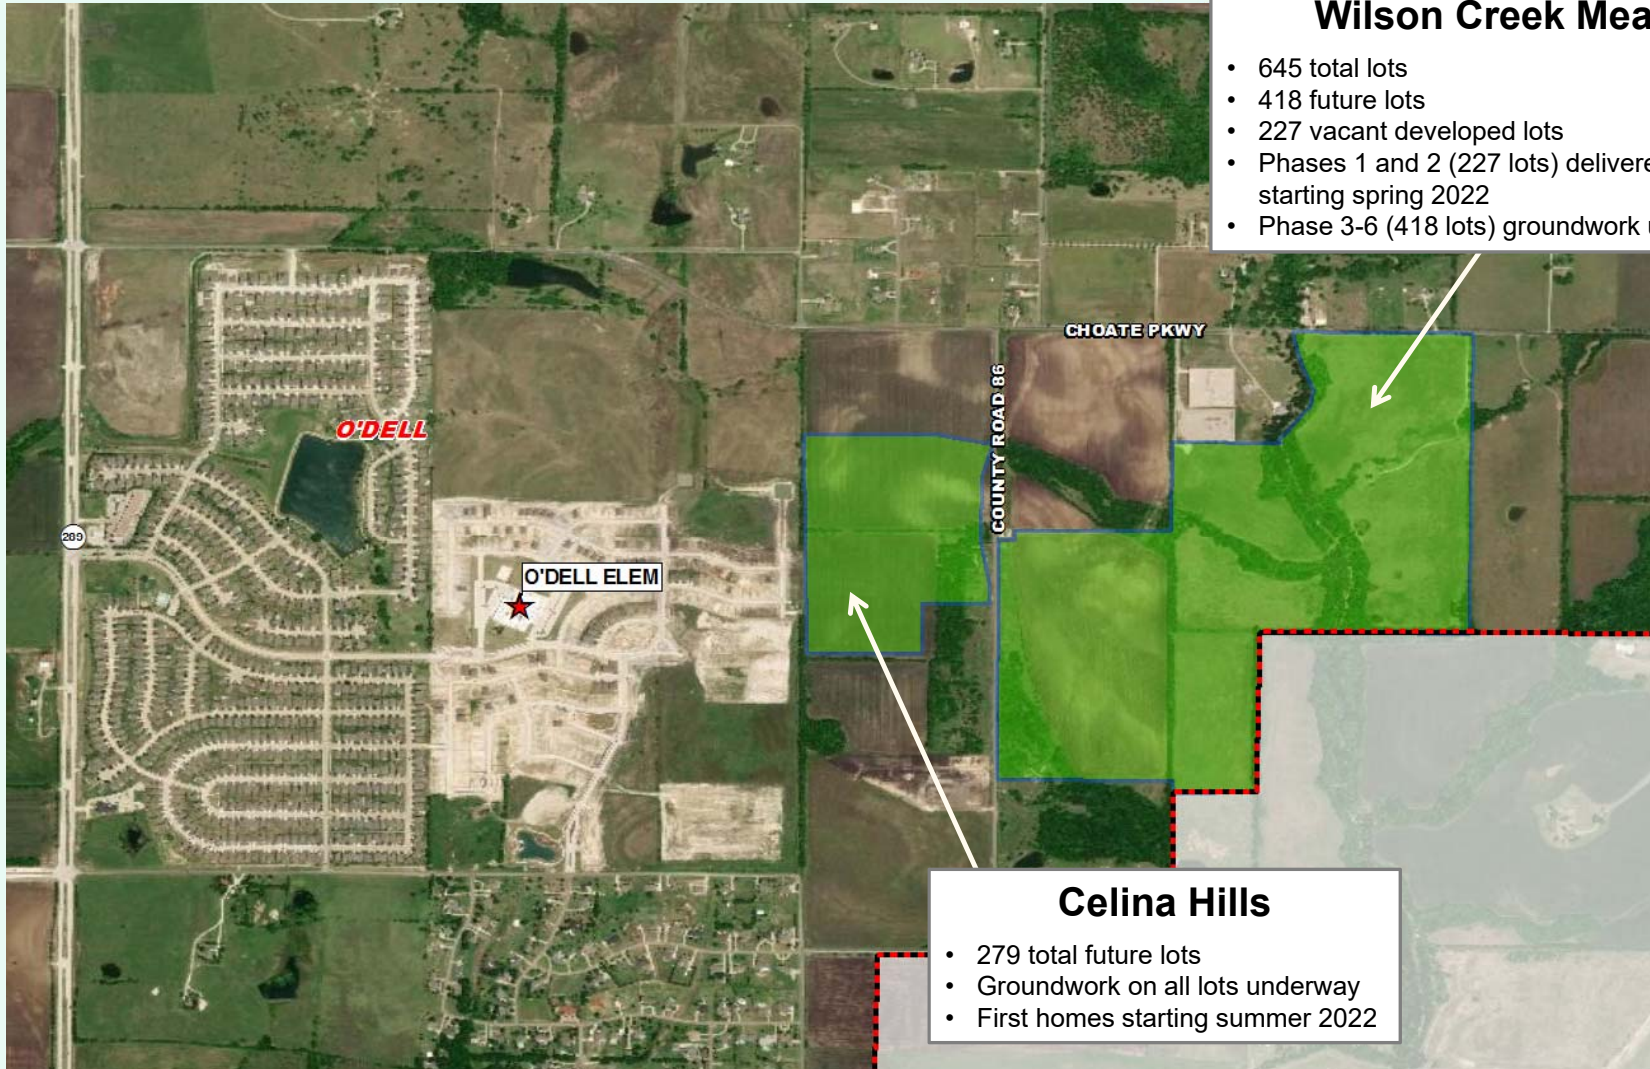 Wilson Creek Mea
• 645 total lots
• 418 future lots
• 227 vacant developed lots
• Phases 1 and 2 (227 lots) delivere
starting spring 2022
• Phase 3-6 (418 lots) groundwork
CHOATE PKWY
COUNTY ROAD 86
O'DELL
289
O'DELL ELEM
Celina Hills
• 279 total future lots
• Groundwork on all lots underway
• First homes starting summer 2022